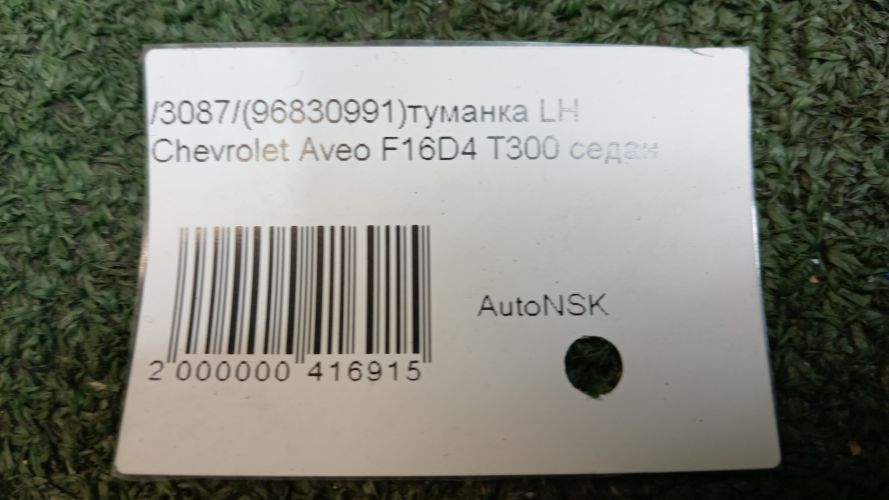 /3087/(96830991)туманка LH
Chevrolet Aveo F16D4 T300 седан
AutoNSK
2 000000 416915